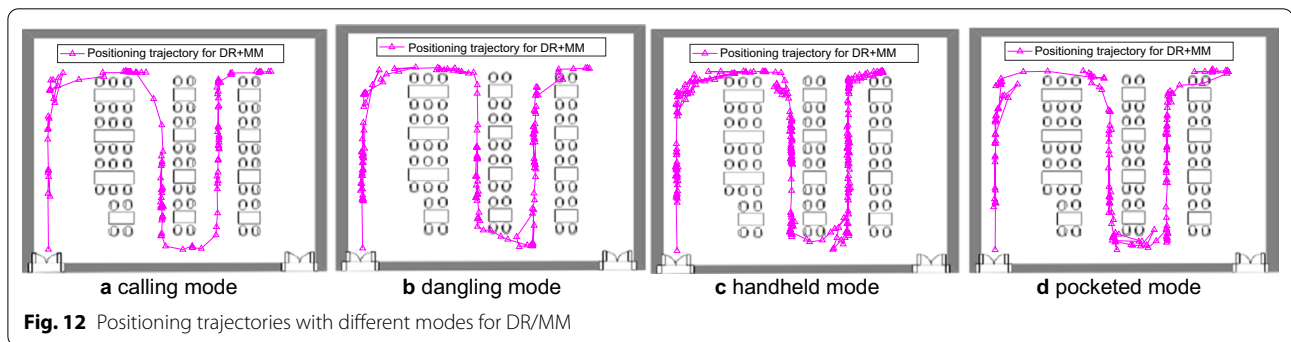 Positioning trajectory for DR+MM
Positioning trajectory for DR+MM
Positioning trajectory for DR+MM
Positioning trajectory for DR+MM
a calling mode
b dangling mode
c handheld mode
d pocketed mode
Fig. 12 Positioning trajectories with different modes for DR/MM